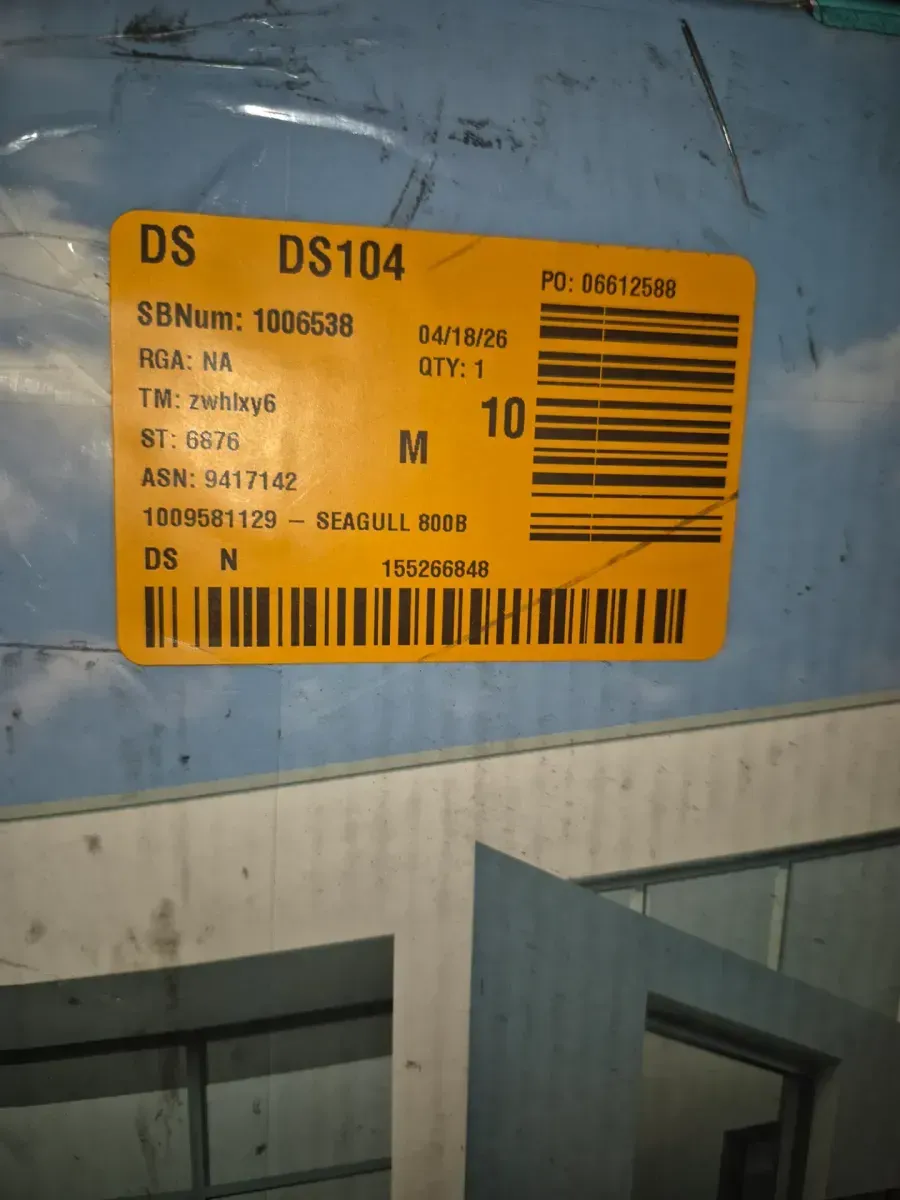 DS DS104
PO: 06612588
SBNum: 1006538
04/18/26
RGA: NA
QTY: 1
TM: zwhlxy6
10
ST: 6876
M
ASN: 9417142
1009581129 – SEAGULL 800B
DS N
155266848